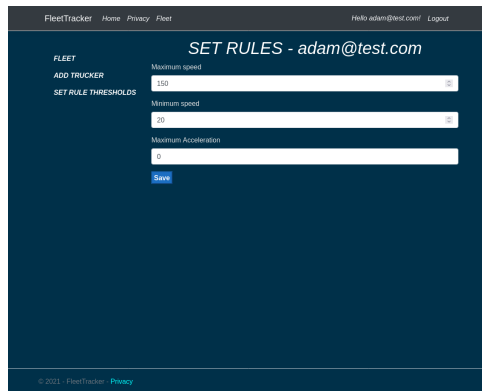 FleetTracker Home Privacy Fleet Hello adam@test.com! Logout
FLEET
ADD TRUCKER
SET RULE THRESHOLDS
SET RULES - adam@test.com
Maximum speed
150
Minimum speed
20
Maximum Acceleration
0
Save
© 2021 - FleetTracker - Privacy